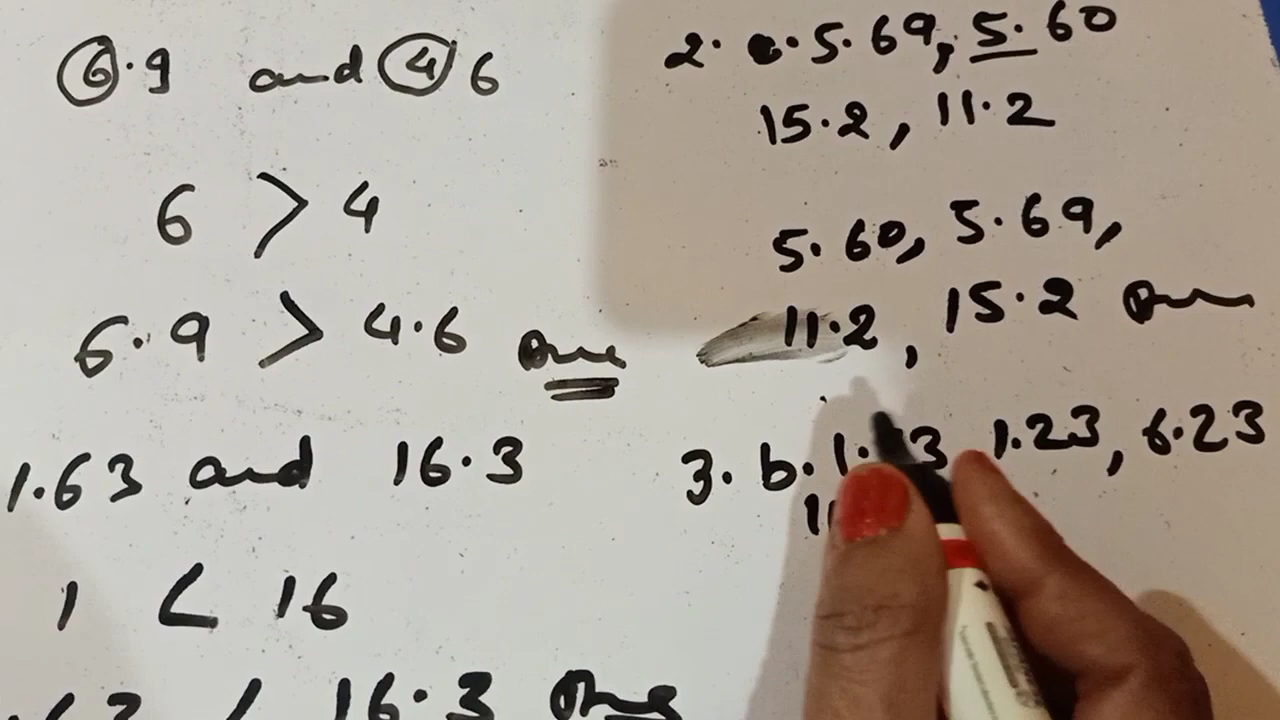 6.9 and 4 6
6 > 4
6.9 > 4.6 Ans
1.63 and 16.3
1 < 16
16.3 Ans
2. 5.69, 5.60
15.2, 11.2
5.60, 5.69,
11.2, 15.2 Ans
3. b. 1.23, 6.23